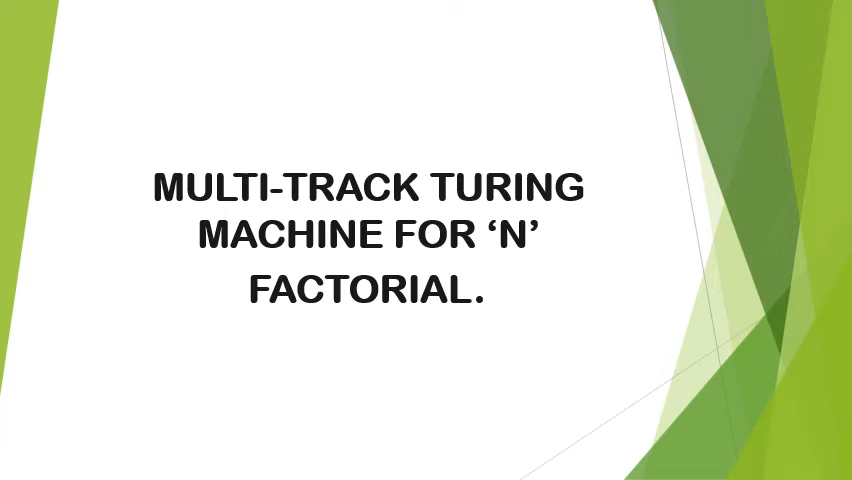 MULTI-TRACK TURING
MACHINE FOR ‘N’
FACTORIAL.